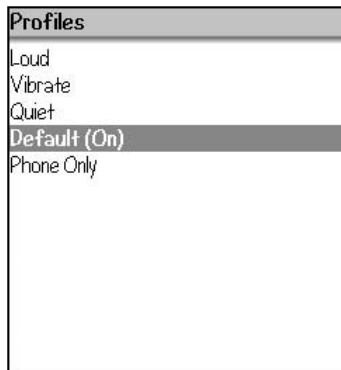 Profiles
Loud
Vibrate
Quiet
Default (On)
Phone Only